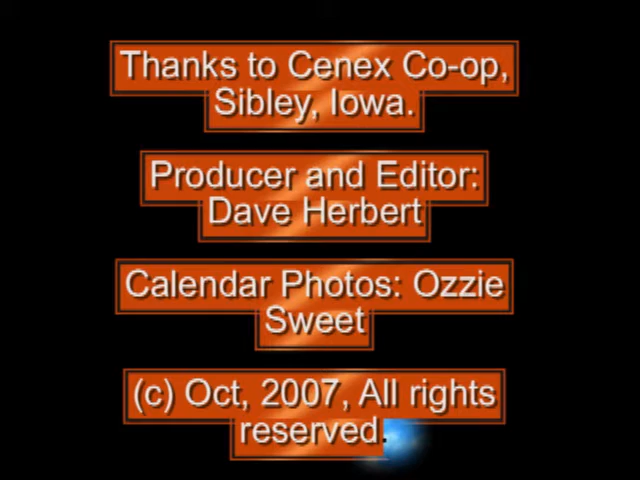 Thanks to Cenex Co-op,
Sibley, Iowa.
Producer and Editor:
Dave Herbert
Calendar Photos: Ozzie
Sweet
(c) Oct, 2007, All rights
reserved.